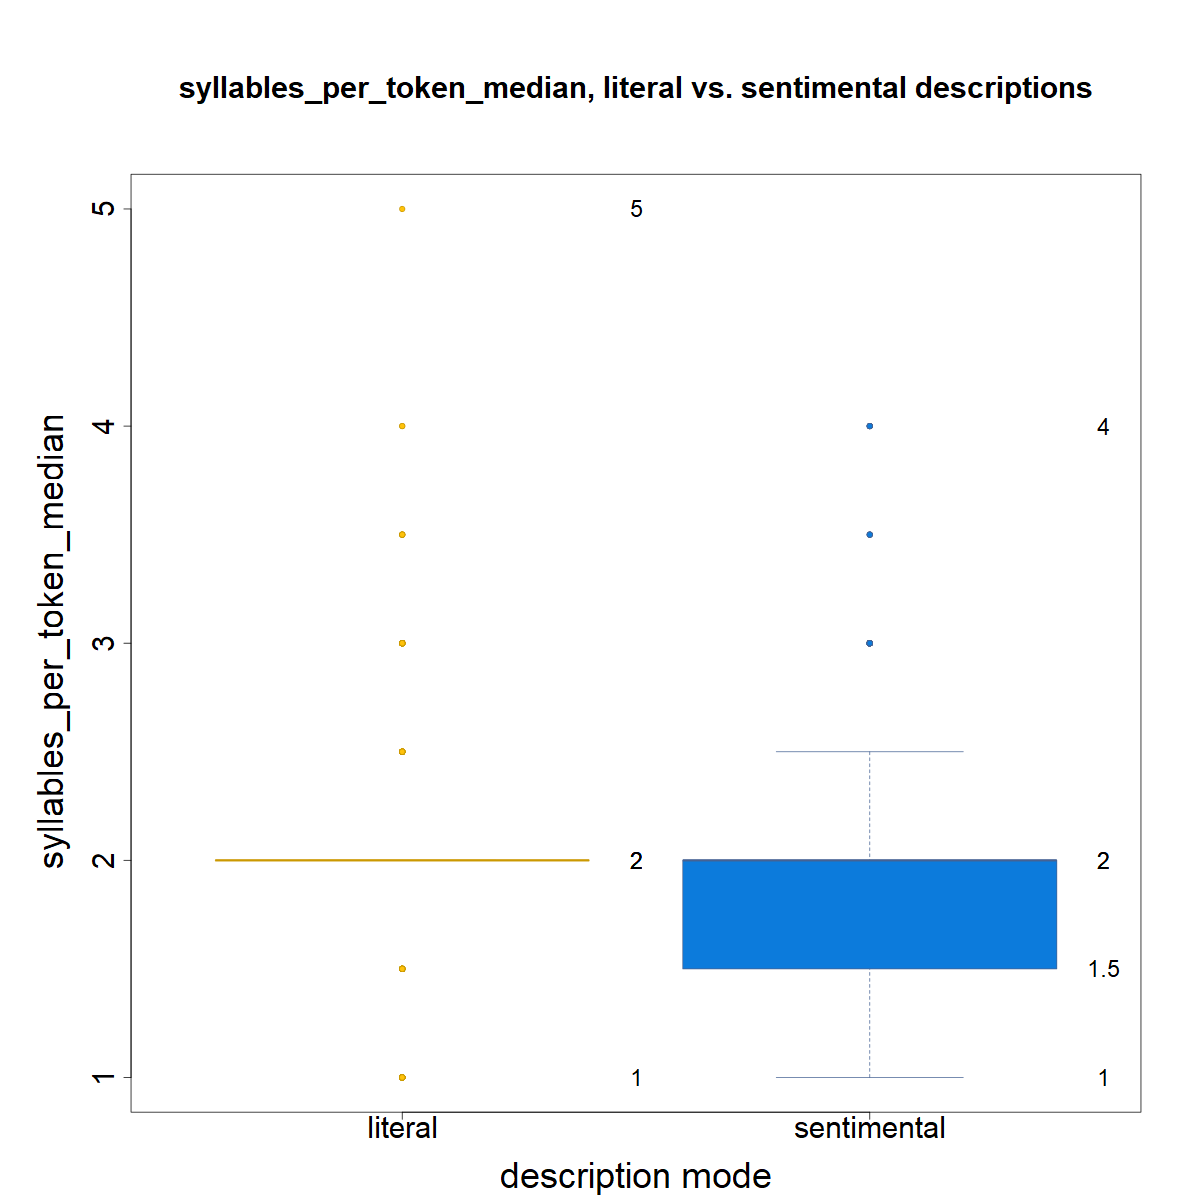 syllables_per_token_median, literal vs. sentimental descriptions
syllables_per_token_median
5
4
3
2
1
5
2
1
4
2
1.5
1
literal
sentimental
description mode